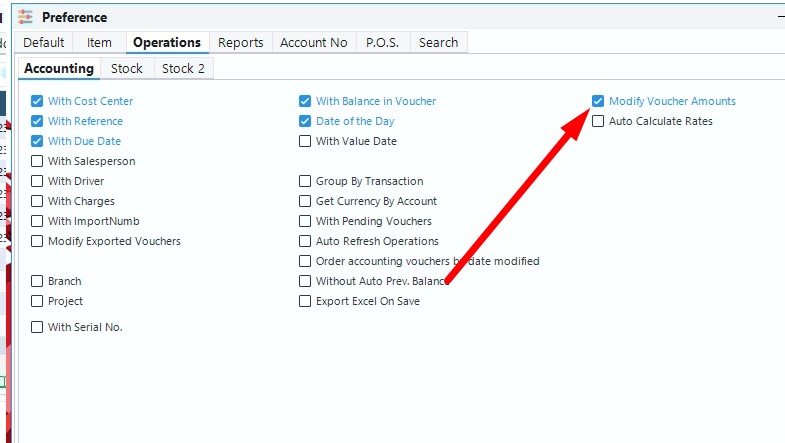 Preference
Default Item Operations Reports Account No P.O.S. Search
Accounting Stock Stock 2
With Cost Center With Balance in Voucher Modify Voucher Amounts
With Reference Date of the Day Auto Calculate Rates
With Due Date With Value Date
With Salesperson
With Driver Group By Transaction
With Charges Get Currency By Account
With ImportNumb With Pending Vouchers
Modify Exported Vouchers Auto Refresh Operations
Order accounting vouchers by date modified
Branch Without Auto Prev. Balance
Project Export Excel On Save
With Serial No.